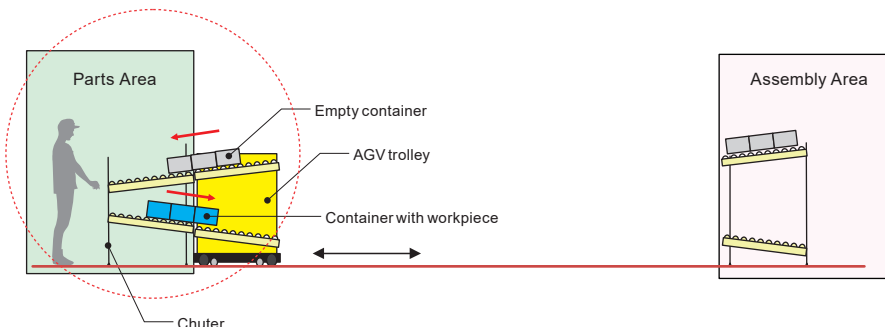 Parts Area
Assembly Area
Empty container
AGV trolley
Container with workpiece
Chuter